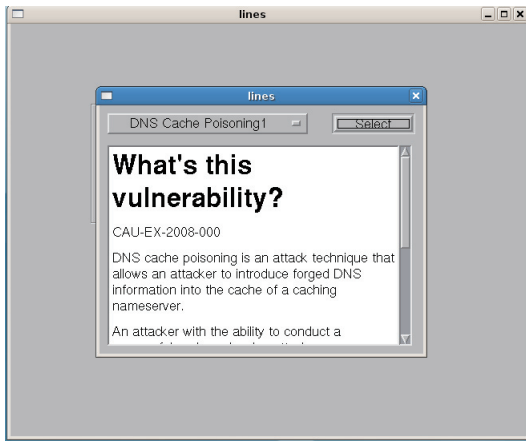 lines
lines
DNS Cache Poisoning1
Select
What's this
vulnerability?
CAU-EX-2008-000
DNS cache poisoning is an attack technique that
allows an attacker to introduce forged DNS
information into the cache of a caching
nameserver.
An attacker with the ability to conduct a